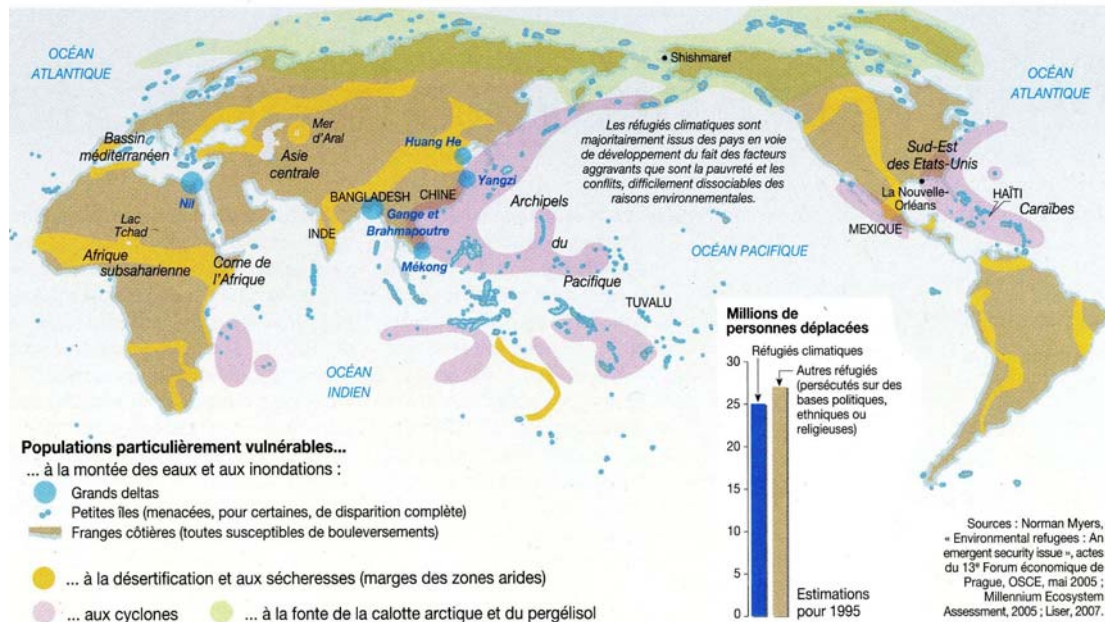 OCÉAN
ATLANTIQUE
Shishmaref
OCÉAN
ATLANTIQUE
Bassin
méditerranéen
Mer
d'Aral
Asie
centrale
Huang He
Yangzi
Nil
BANGLADESH
CHINE
Gange et
Brahmapoutre
INDE
Mékong
Lac
Tchad
Afrique
subsaharienne
Corne de
l'Afrique
Les réfugiés climatiques sont
majoritairement issus des pays en voie
de développement du fait des facteurs
aggravants que sont la pauvreté et les
conflits, difficilement dissociables des
raisons environnementales.
Archipels
du
Pacifique
OCÉAN PACIFIQUE
TUVALU
Sud-Est
des Etats-Unis
La Nouvelle-
Orléans
HAÏTI
Caraïbes
MEXIQUE
OCÉAN
INDIEN
Millions de
personnes déplacées
Réfugiés climatiques
Autres réfugiés
(persécutés sur des
bases politiques,
ethniques ou
religieuses)
30
25
20
15
10
5
0
Estimations
pour 1995
Populations particulièrement vulnérables...
... à la montée des eaux et aux inondations :
Grands deltas
Petites îles (menacées, pour certaines, de disparition complète)
Franges côtières (toutes susceptibles de bouleversements)
... à la désertification et aux sécheresses (marges des zones arides)
... aux cyclones
... à la fonte de la calotte arctique et du pergélisol
Sources : Norman Myers,
« Environmental refugees : An
emergent security issue », actes
du 13e Forum économique de
Prague, OSCE, mai 2005 ;
Millennium Ecosystem
Assessment, 2005 ; Liser, 2007.